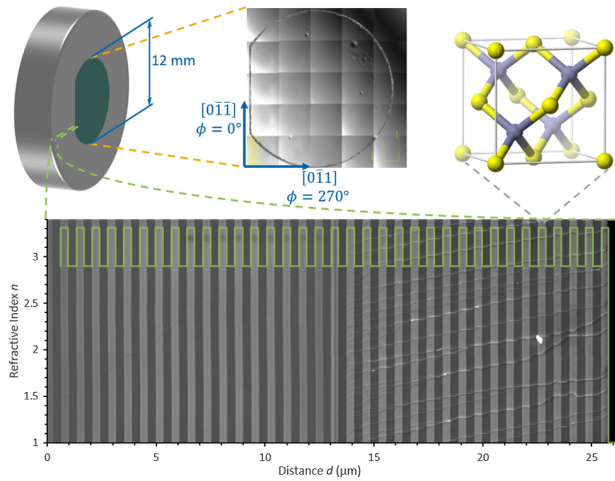 12 mm
[01̄1̄]
ϕ = 0°
[01̄1]
ϕ = 270°
Refractive Index n
3
2.5
2
1.5
1
0 5 10 15 20 25
Distance d (µm)